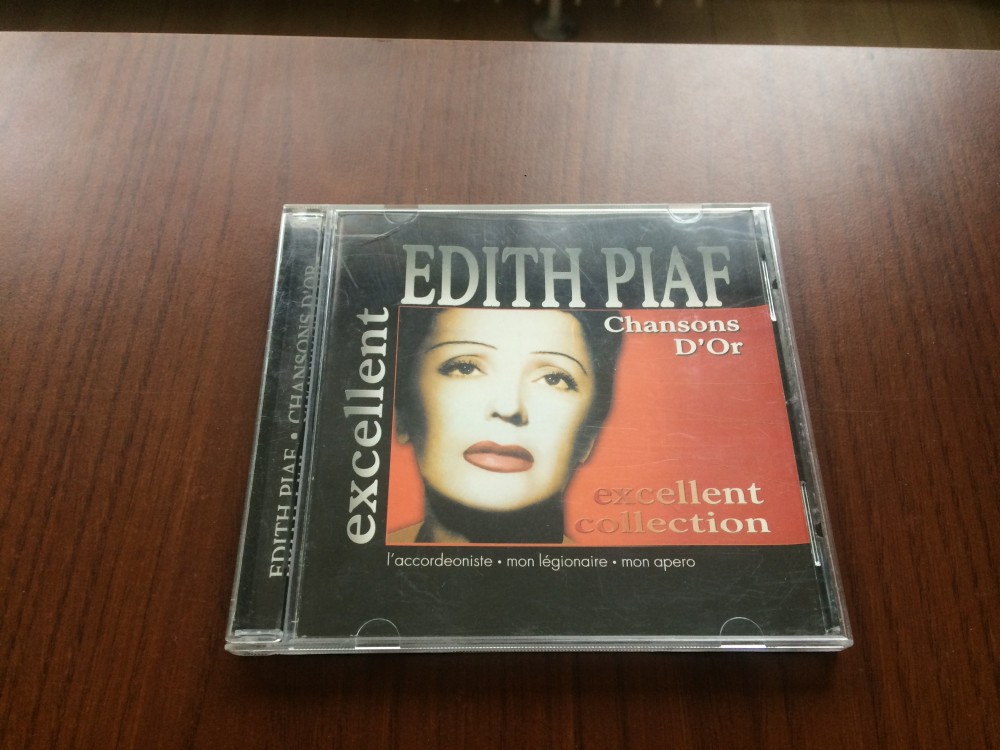 EDITH PIAF • CHANSONS D'OR
excellent
EDITH PIAF
Chansons
D'Or
excellent
collection
l'accordeoniste • mon légionaire • mon apero